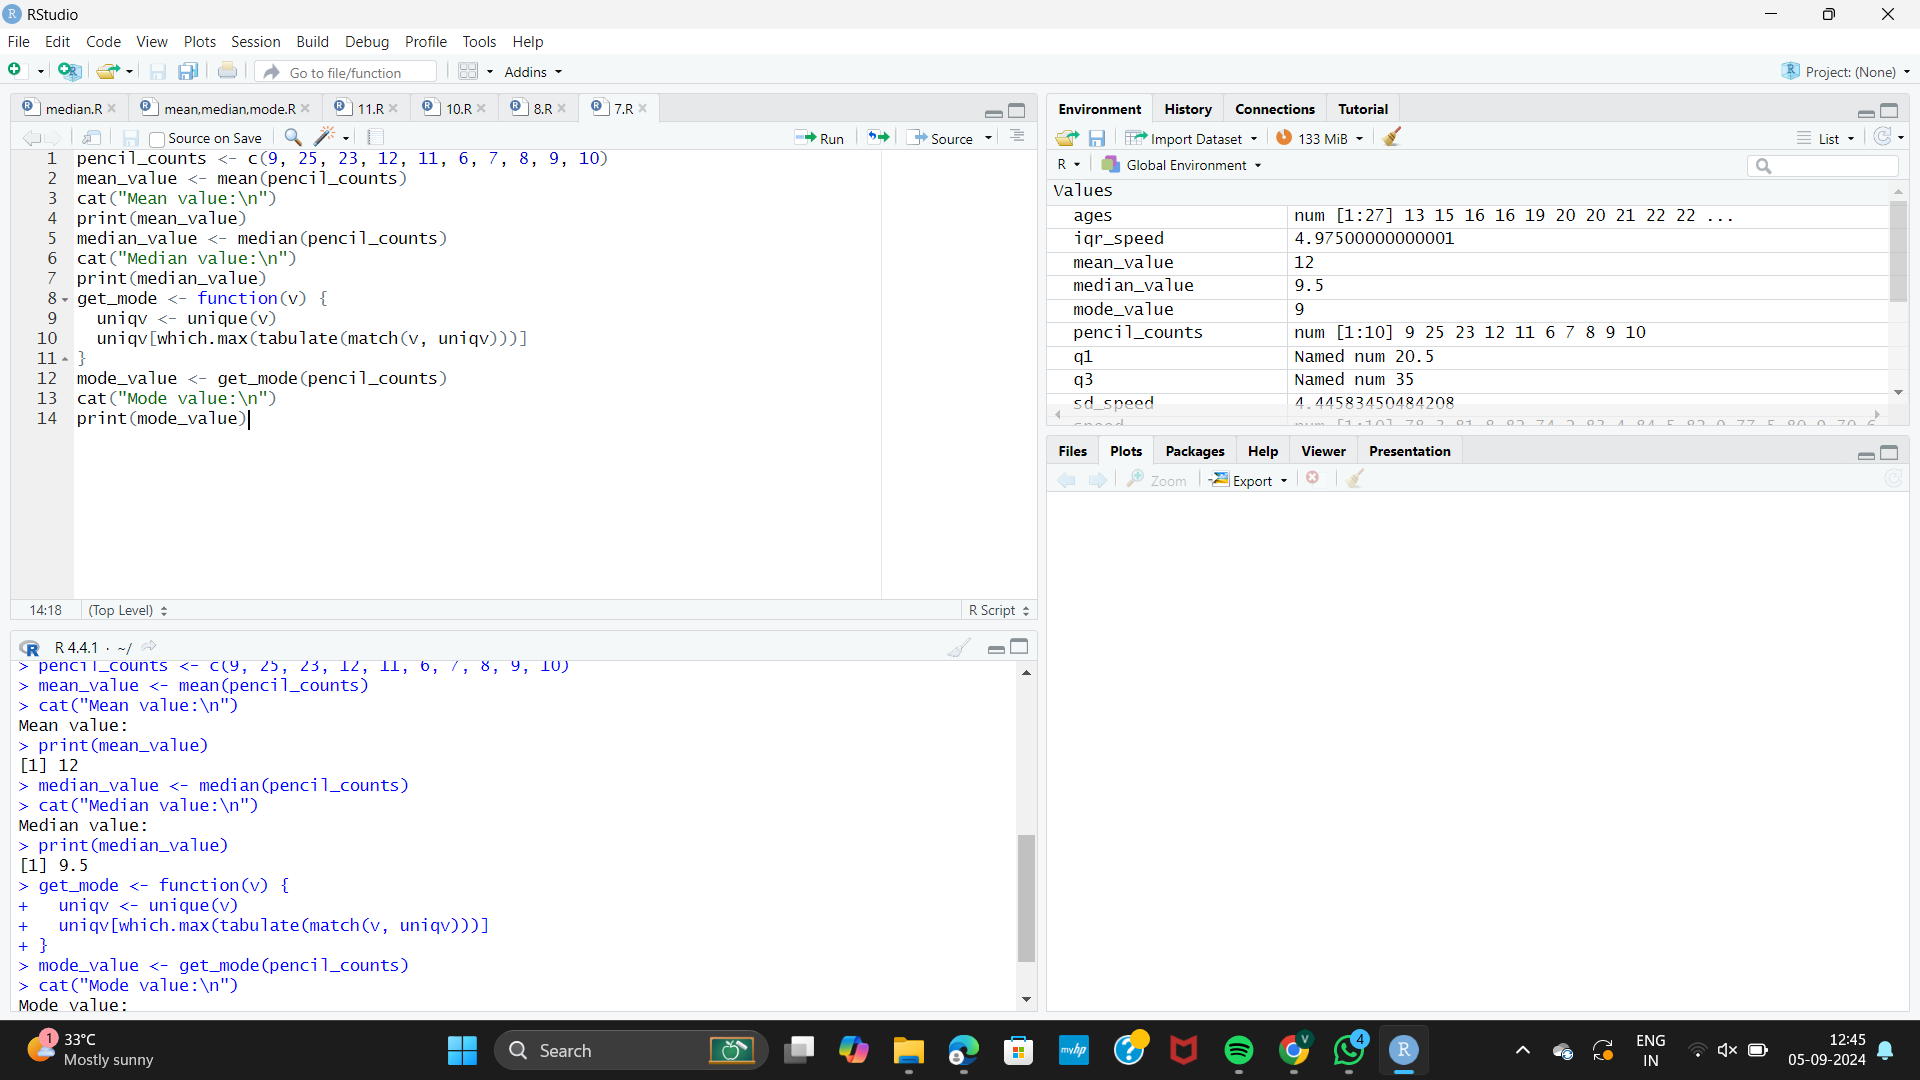 RStudio
File Edit Code View Plots Session Build Debug Profile Tools Help
Go to file/function Addins Project: (None)
median.R mean,median,mode.R 11.R 10.R 8.R 7.R
Source on Save Run Source
1 pencil_counts <- c(9, 25, 23, 12, 11, 6, 7, 8, 9, 10)
2 mean_value <- mean(pencil_counts)
3 cat("Mean value:\n")
4 print(mean_value)
5 median_value <- median(pencil_counts)
6 cat("Median value:\n")
7 print(median_value)
8 get_mode <- function(v) {
9 uniqv <- unique(v)
10 uniqv[which.max(tabulate(match(v, uniqv)))]
11 }
12 mode_value <- get_mode(pencil_counts)
13 cat("Mode value:\n")
14 print(mode_value)
14:18 (Top Level) R Script
R 4.4.1 · ~/
> pencil_counts <- c(9, 25, 23, 12, 11, 6, 7, 8, 9, 10)
> mean_value <- mean(pencil_counts)
> cat("Mean value:\n")
Mean value:
> print(mean_value)
[1] 12
> median_value <- median(pencil_counts)
> cat("Median value:\n")
Median value:
> print(median_value)
[1] 9.5
> get_mode <- function(v) {
+ uniqv <- unique(v)
+ uniqv[which.max(tabulate(match(v, uniqv)))]
+ }
> mode_value <- get_mode(pencil_counts)
> cat("Mode value:\n")
Mode value:
Environment History Connections Tutorial
Import Dataset 133 MiB List
R Global Environment
Values
ages num [1:27] 13 15 16 16 19 20 20 21 22 22 ...
iqr_speed 4.97500000000001
mean_value 12
median_value 9.5
mode_value 9
pencil_counts num [1:10] 9 25 23 12 11 6 7 8 9 10
q1 Named num 20.5
q3 Named num 35
sd_speed 4.44583450484208
Files Plots Packages Help Viewer Presentation
Zoom Export
1 33°C
Mostly sunny
Search
myhp
V
4
R
ENG
IN
12:45
05-09-2024